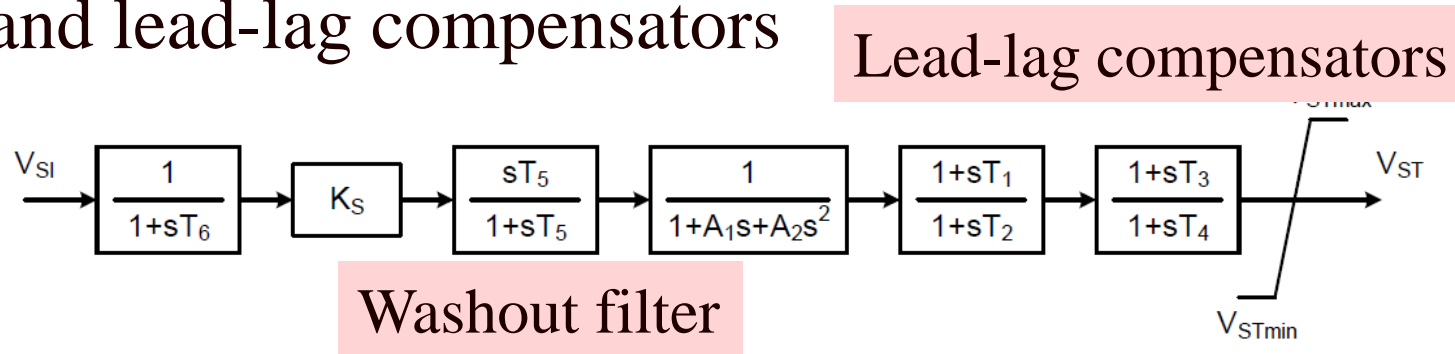 and lead-lag compensators
Lead-lag compensators
V_SI
1
1+sT_6
K_S
sT_5
1+sT_5
1
1+A_1s+A_2s^2
1+sT_1
1+sT_2
1+sT_3
1+sT_4
V_ST
Washout filter
V_STmin